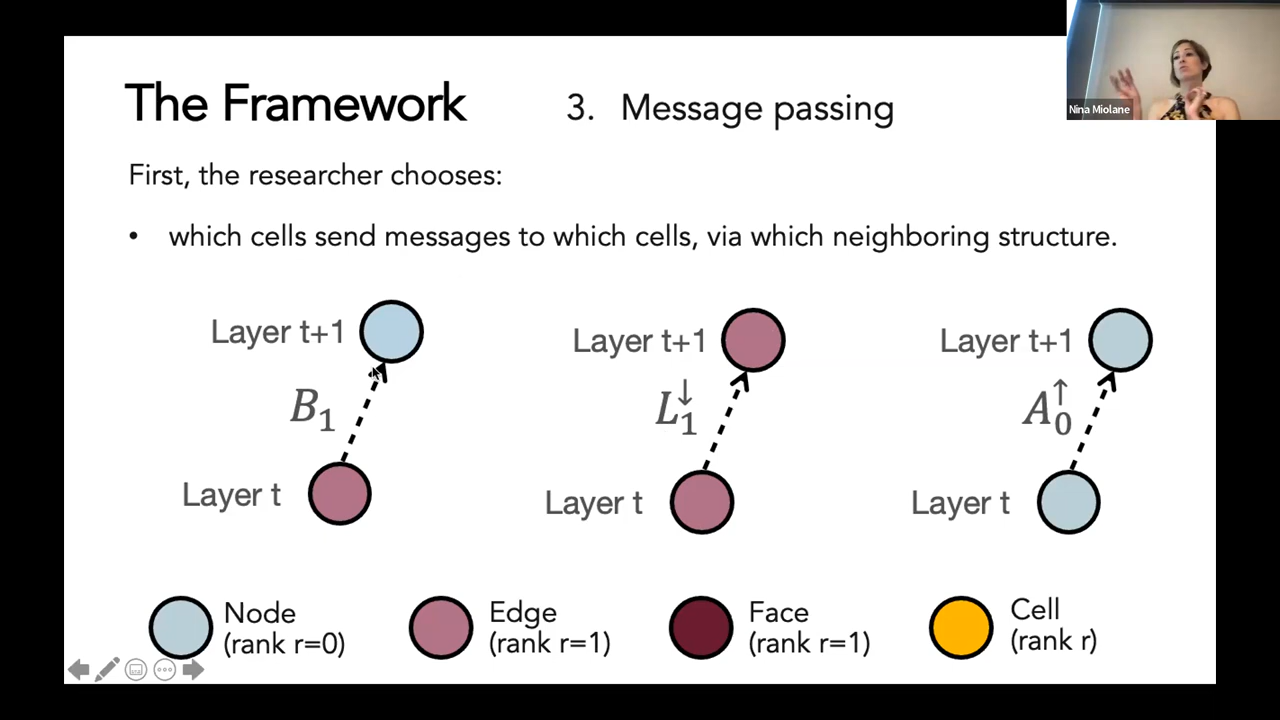 The Framework
3. Message passing
Nina Miolane
First, the researcher chooses:
• which cells send messages to which cells, via which neighboring structure.
Layer t+1
B₁
Layer t
Layer t+1
L₁↓
Layer t
Layer t+1
A₀↑
Layer t
Node
(rank r=0)
Edge
(rank r=1)
Face
(rank r=1)
Cell
(rank r)